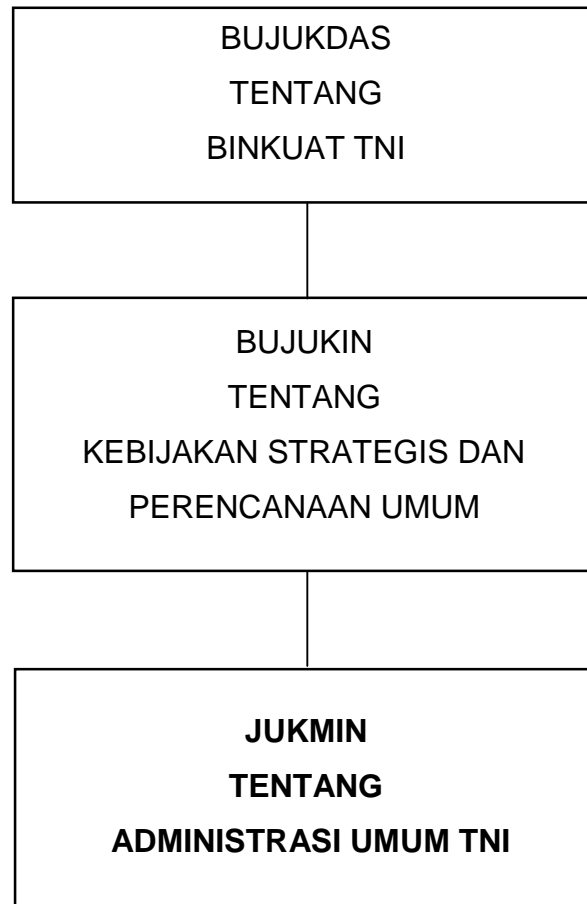 BUJUKDAS
TENTANG
BINKUAT TNI
BUJUKIN
TENTANG
KEBIJAKAN STRATEGIS DAN
PERENCANAAN UMUM
JUKMIN
TENTANG
ADMINISTRASI UMUM TNI